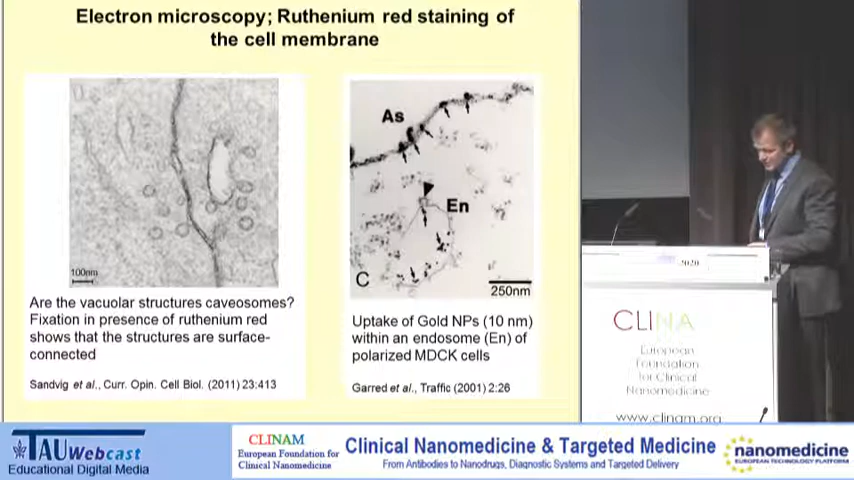 Electron microscopy; Ruthenium red staining of
the cell membrane
100nm
As
En
C
250nm
Are the vacuolar structures caveosomes?
Fixation in presence of ruthenium red
shows that the structures are surface-
connected
Sandvig et al., Curr. Opin. Cell Biol. (2011) 23:413
Uptake of Gold NPs (10 nm)
within an endosome (En) of
polarized MDCK cells
Garred et al., Traffic (2001) 2:26
CLINAM
European
Foundation
for Clinical
Nanomedicine
www.clinam.org
TAUWebcast
Educational Digital Media
CLINAM
European Foundation for
Clinical Nanomedicine
Clinical Nanomedicine & Targeted Medicine
From Antibodies to Nanodrugs, Diagnostic Systems and Targeted Delivery
nanomedicine
EUROPEAN TECHNOLOGY PLATFORM